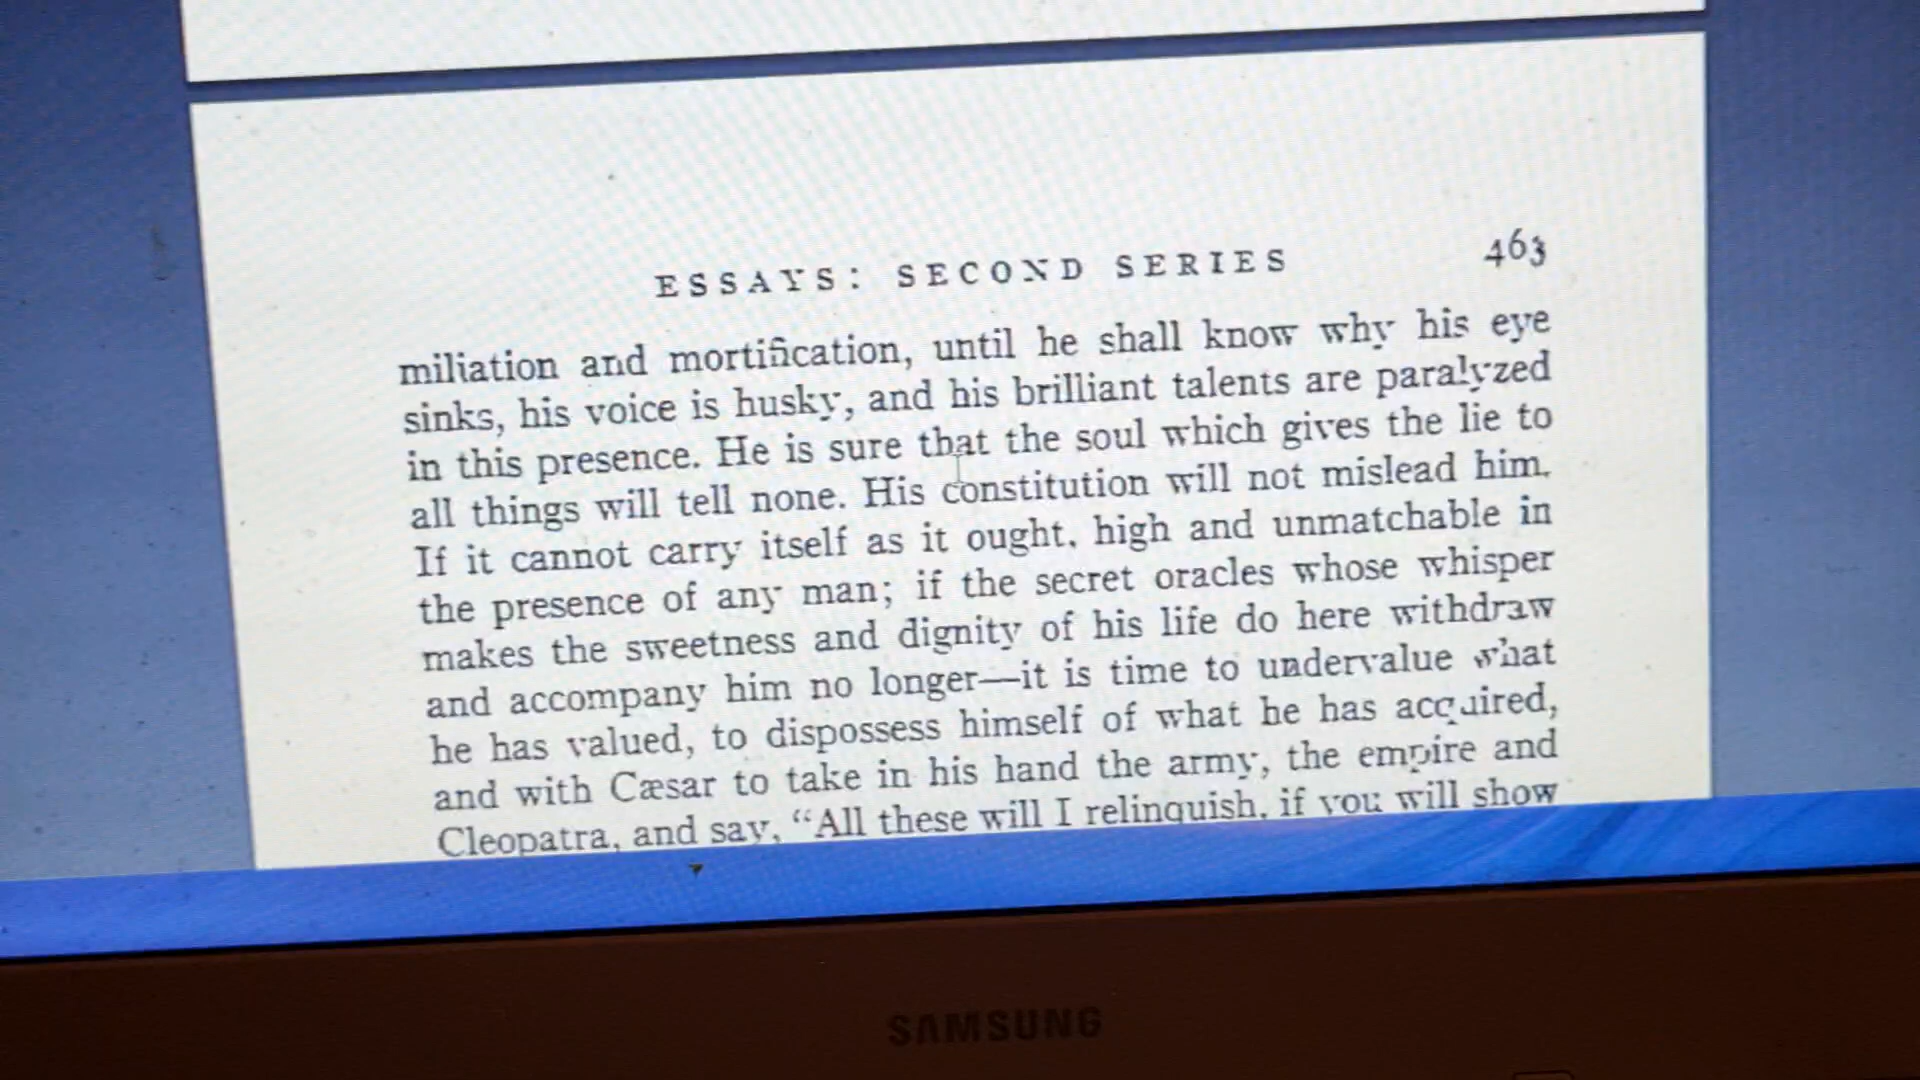 ESSAYS: SECOND SERIES 463
miliation and mortification, until he shall know why his eye
sinks, his voice is husky, and his brilliant talents are paralyzed
in this presence. He is sure that the soul which gives the lie to
all things will tell none. His constitution will not mislead him.
If it cannot carry itself as it ought, high and unmatchable in
the presence of any man; if the secret oracles whose whisper
makes the sweetness and dignity of his life do here withdraw
and accompany him no longer—it is time to undervalue what
he has valued, to dispossess himself of what he has acquired,
and with Cæsar to take in his hand the army, the empire and
Cleopatra, and say, “All these will I relinquish, if you will show
SAMSUNG